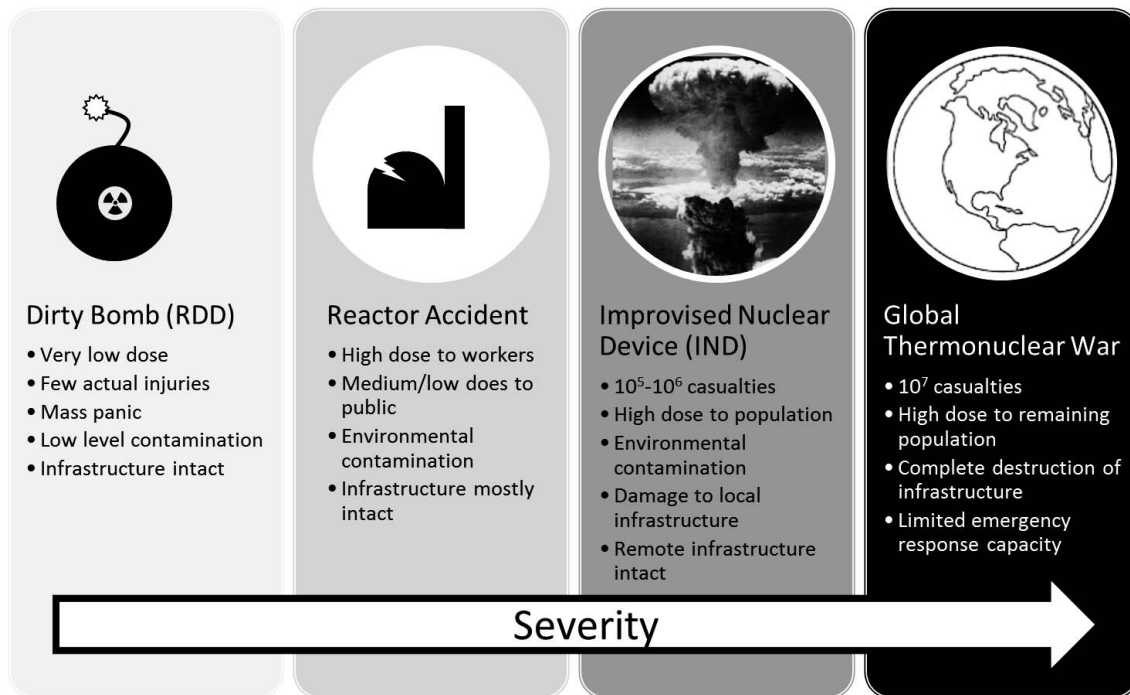 Dirty Bomb (RDD)
• Very low dose
• Few actual injuries
• Mass panic
• Low level contamination
• Infrastructure intact
Reactor Accident
• High dose to workers
• Medium/low does to
public
• Environmental
contamination
• Infrastructure mostly
intact
Improvised Nuclear
Device (IND)
• 10⁵-10⁶ casualties
• High dose to population
• Environmental
contamination
• Damage to local
infrastructure
• Remote infrastructure
intact
Global
Thermonuclear War
• 10⁷ casualties
• High dose to remaining
population
• Complete destruction of
infrastructure
• Limited emergency
response capacity
Severity